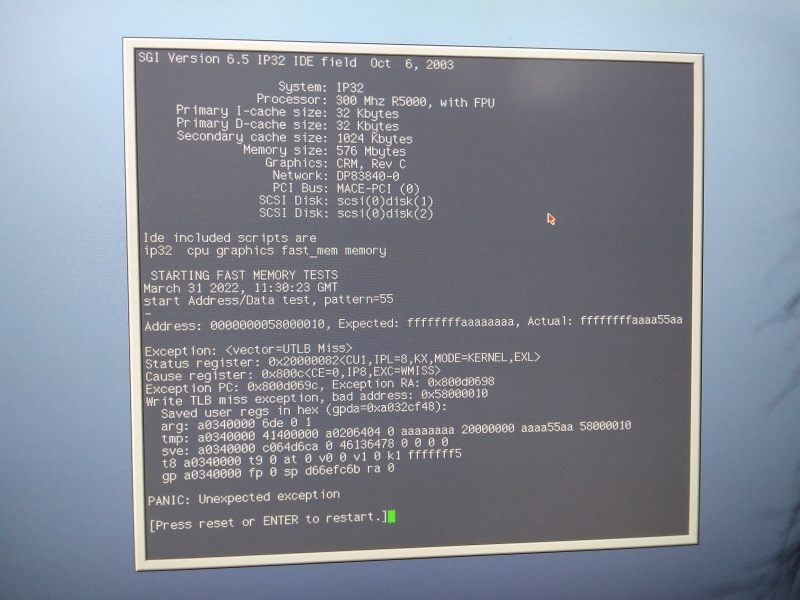 SGI Version 6.5 IP32 IDE field Oct 6, 2003
System: IP32
Processor: 300 Mhz R5000, with FPU
Primary I-cache size: 32 Kbytes
Primary D-cache size: 32 Kbytes
Secondary cache size: 1024 Kbytes
Memory size: 576 Mbytes
Graphics: CRM, Rev C
Network: DP83840-0
PCI Bus: MACE-PCI (0)
SCSI Disk: scsi(0)disk(1)
SCSI Disk: scsi(0)disk(2)
Ide included scripts are
ip32 cpu graphics fast_mem memory
STARTING FAST MEMORY TESTS
March 31 2022, 11:30:23 GMT
start Address/Data test, pattern=55
-
Address: 0000000058000010, Expected: ffffffffaaaaaaaa, Actual: ffffffffaaaa55aa
Exception: <vector=UTLB Miss>
Status register: 0x20000082<CU1,IPL=8,KX,MODE=KERNEL,EXL>
Cause register: 0x800c<CE=0,IP8,EXC=WMISS>
Exception PC: 0x800d069c, Exception RA: 0x800d0698
Write TLB miss exception, bad address: 0x58000010
Saved user regs in hex (gpda=0xa032cf48):
arg: a0340000 6de 0 1
tmp: a0340000 41400000 a0206404 0 aaaaaaaa 20000000 aaaa55aa 58000010
sve: a0340000 c064d6ca 0 46136478 0 0 0 0
t8 a0340000 t9 0 at 0 v0 0 v1 0 k1 fffffff5
gp a0340000 fp 0 sp d66efc6b ra 0
PANIC: Unexpected exception
[Press reset or ENTER to restart.]